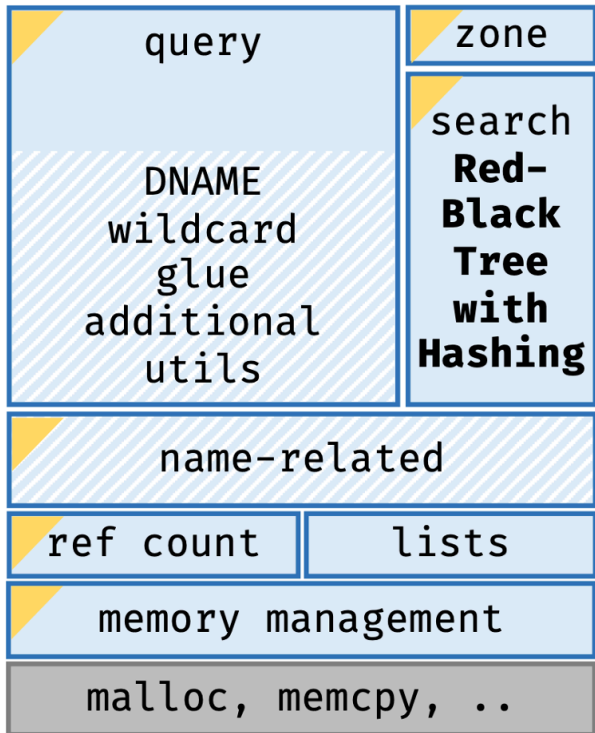 query
DNAME
wildcard
glue
additional
utils
zone
search
Red-
Black
Tree
with
Hashing
name-related
ref count
lists
memory management
malloc, memcpy, ..